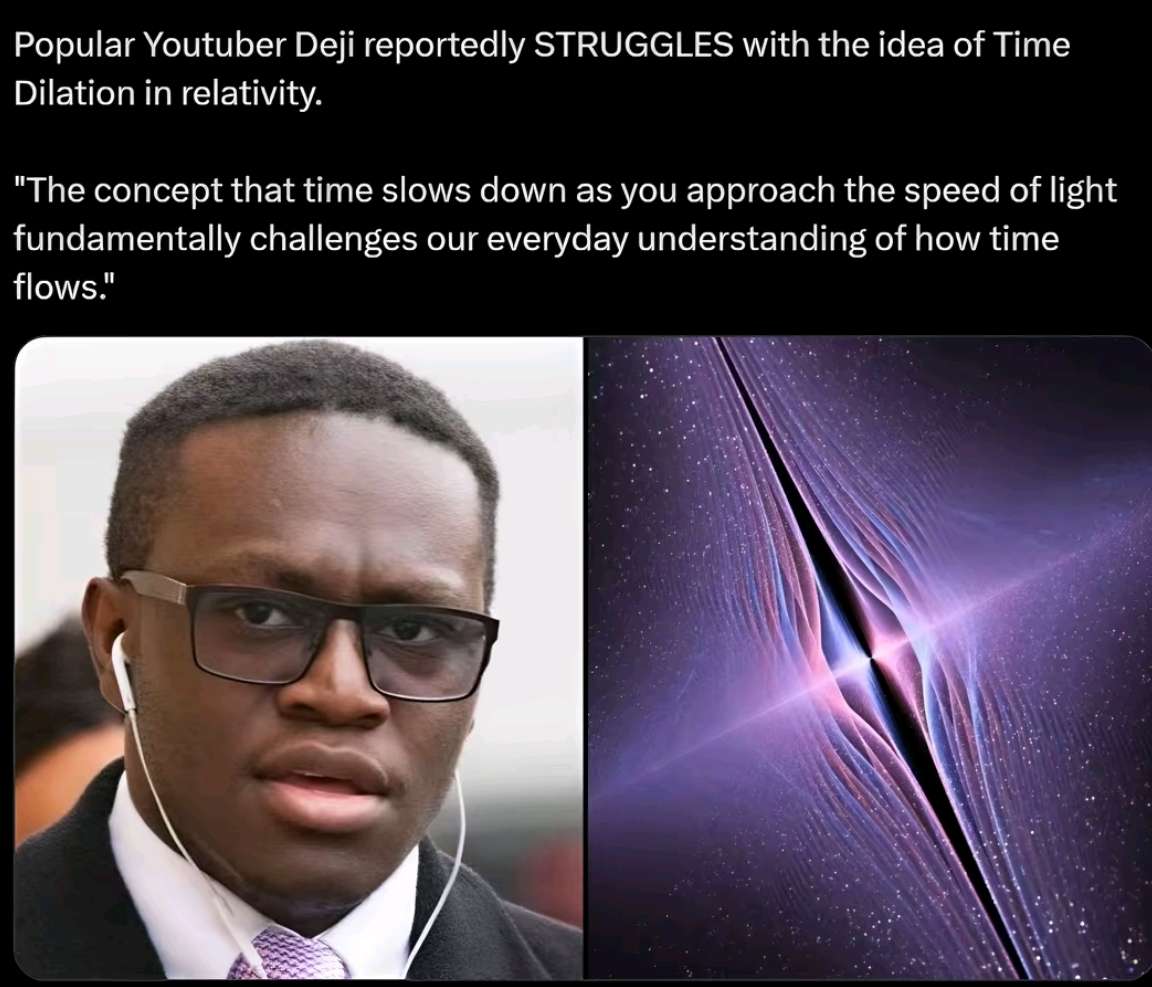 Popular Youtuber Deji reportedly STRUGGLES with the idea of Time
Dilation in relativity.
"The concept that time slows down as you approach the speed of light
fundamentally challenges our everyday understanding of how time
flows."